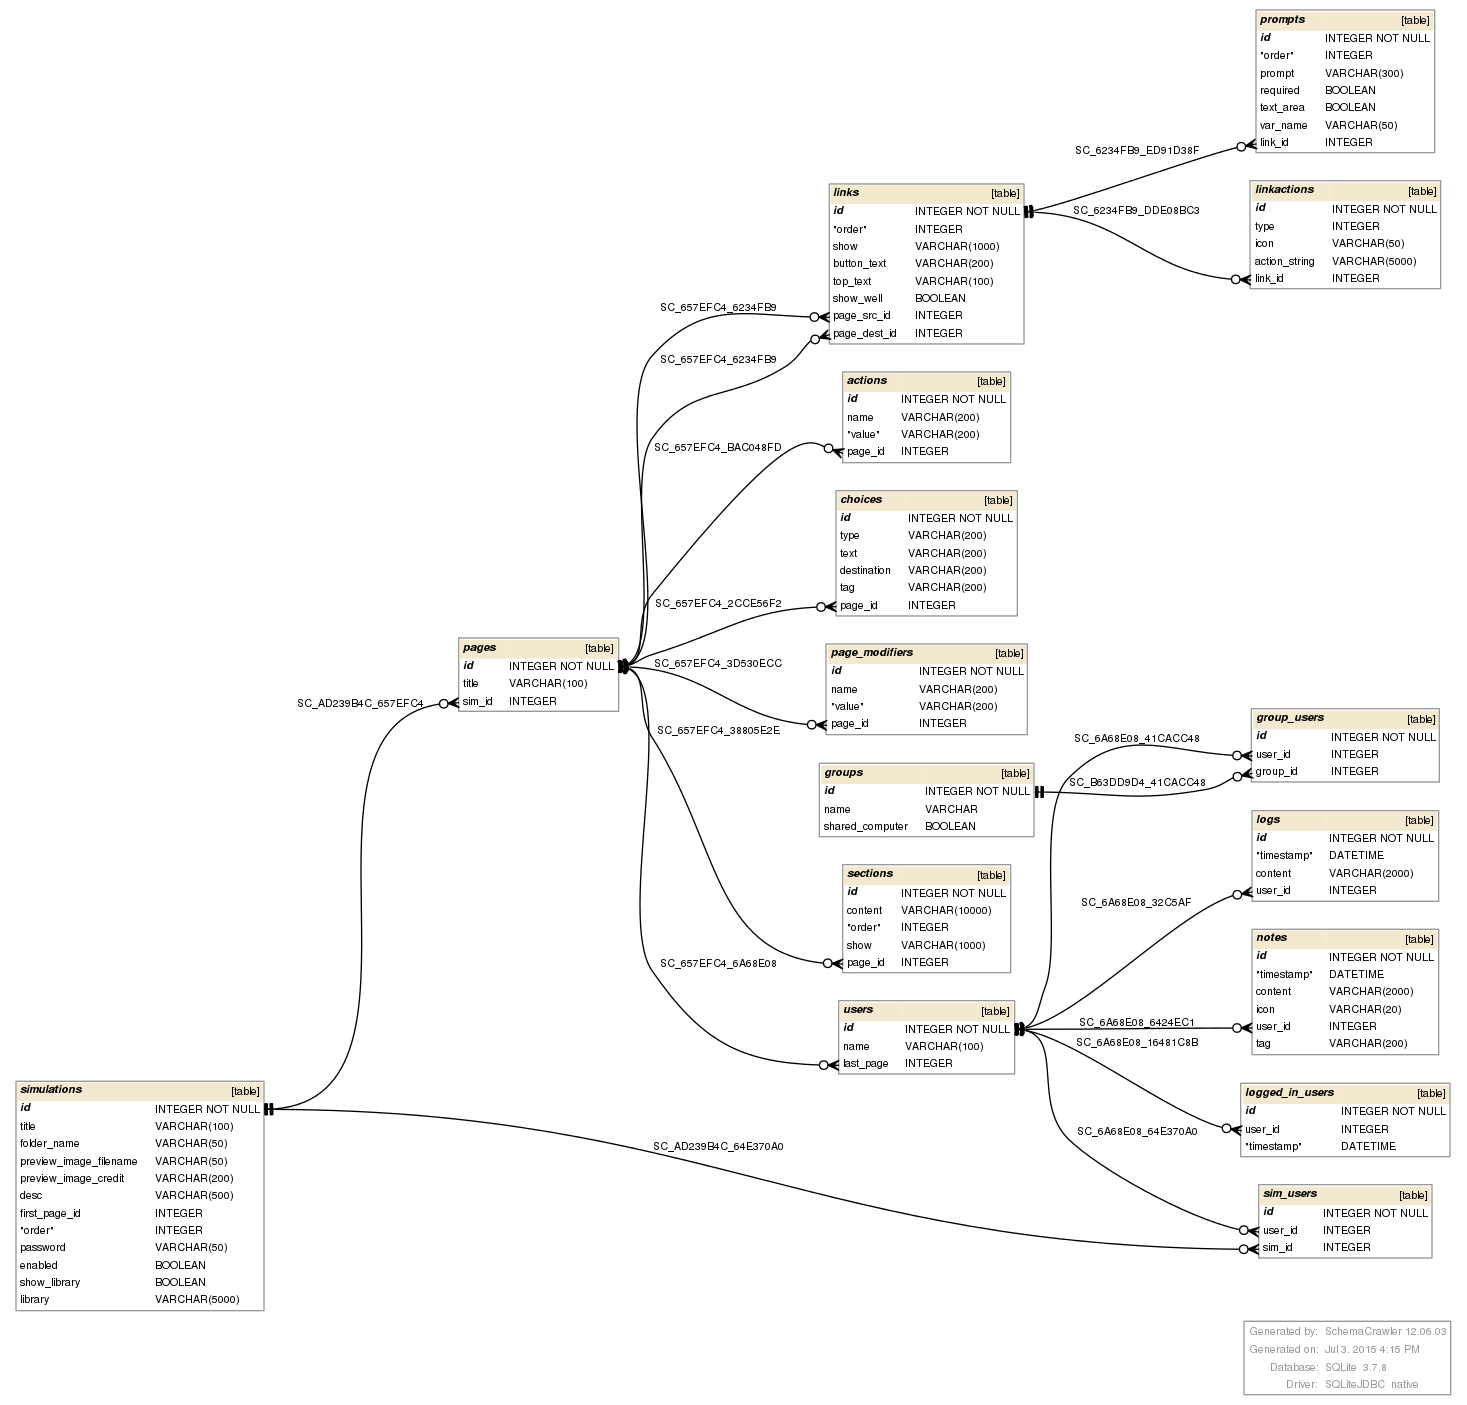 prompts [table]
id INTEGER NOT NULL
"order" INTEGER
prompt VARCHAR(300)
required BOOLEAN
text_area BOOLEAN
var_name VARCHAR(50)
link_id INTEGER
SC_6234FB9_ED91D38F
linkactions [table]
id INTEGER NOT NULL
type INTEGER
icon VARCHAR(50)
action_string VARCHAR(5000)
link_id INTEGER
SC_6234FB9_DDE08BC3
links [table]
id INTEGER NOT NULL
"order" INTEGER
show VARCHAR(1000)
button_text VARCHAR(200)
top_text VARCHAR(100)
show_well BOOLEAN
page_src_id INTEGER
page_dest_id INTEGER
SC_657EFC4_6234FB9
SC_657EFC4_6234FB9
actions [table]
id INTEGER NOT NULL
name VARCHAR(200)
"value" VARCHAR(200)
page_id INTEGER
SC_657EFC4_BAC048FD
choices [table]
id INTEGER NOT NULL
type VARCHAR(200)
text VARCHAR(200)
destination VARCHAR(200)
tag VARCHAR(200)
page_id INTEGER
SC_657EFC4_2CCE56F2
pages [table]
id INTEGER NOT NULL
title VARCHAR(100)
sim_id INTEGER
SC_AD239B4C_657EFC4
page_modifiers [table]
id INTEGER NOT NULL
name VARCHAR(200)
"value" VARCHAR(200)
page_id INTEGER
SC_657EFC4_3D530ECC
SC_657EFC4_38805E2E
groups [table]
id INTEGER NOT NULL
name VARCHAR
shared_computer BOOLEAN
group_users [table]
id INTEGER NOT NULL
user_id INTEGER
group_id INTEGER
SC_6A68E08_41CACC48
SC_B63DD9D4_41CACC48
logs [table]
id INTEGER NOT NULL
"timestamp" DATETIME
content VARCHAR(2000)
user_id INTEGER
SC_6A68E08_32C5AF
sections [table]
id INTEGER NOT NULL
content VARCHAR(10000)
"order" INTEGER
show VARCHAR(1000)
page_id INTEGER
SC_657EFC4_6A68E08
notes [table]
id INTEGER NOT NULL
"timestamp" DATETIME
content VARCHAR(2000)
icon VARCHAR(20)
user_id INTEGER
tag VARCHAR(200)
SC_6A68E08_6424EC1
users [table]
id INTEGER NOT NULL
name VARCHAR(100)
last_page INTEGER
SC_6A68E08_16481C8B
logged_in_users [table]
id INTEGER NOT NULL
user_id INTEGER
"timestamp" DATETIME
SC_6A68E08_64E370A0
simulations [table]
id INTEGER NOT NULL
title VARCHAR(100)
folder_name VARCHAR(50)
preview_image_filename VARCHAR(50)
preview_image_credit VARCHAR(200)
desc VARCHAR(500)
first_page_id INTEGER
"order" INTEGER
password VARCHAR(50)
enabled BOOLEAN
show_library BOOLEAN
library VARCHAR(5000)
SC_AD239B4C_64E370A0
sim_users [table]
id INTEGER NOT NULL
user_id INTEGER
sim_id INTEGER
Generated by: SchemaCrawler 12.06.03
Generated on: Jul 3, 2015 4:15 PM
Database: SQLite 3.7.8
Driver: SQLiteJDBC native